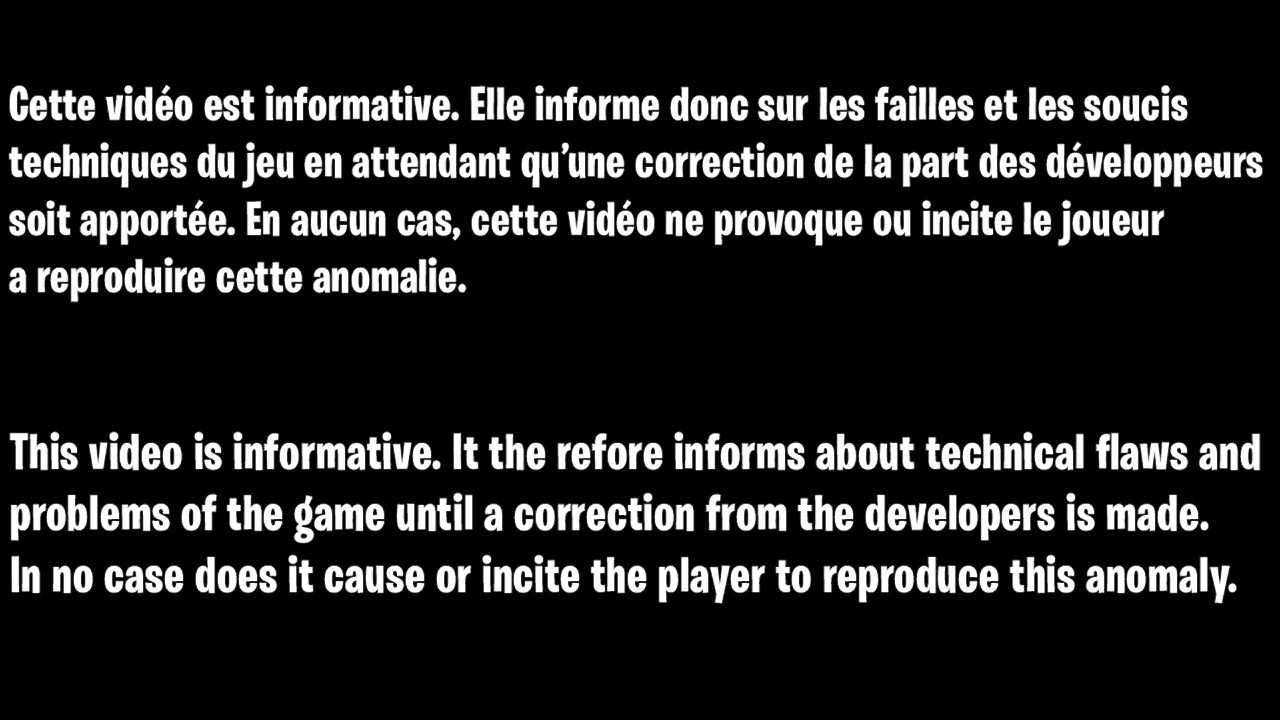 Cette vidéo est informative. Elle informe donc sur les failles et les soucis
techniques du jeu en attendant qu’une correction de la part des développeurs
soit apportée. En aucun cas, cette vidéo ne provoque ou incite le joueur
a reproduire cette anomalie.
This video is informative. It the refore informs about technical flaws and
problems of the game until a correction from the developers is made.
In no case does it cause or incite the player to reproduce this anomaly.